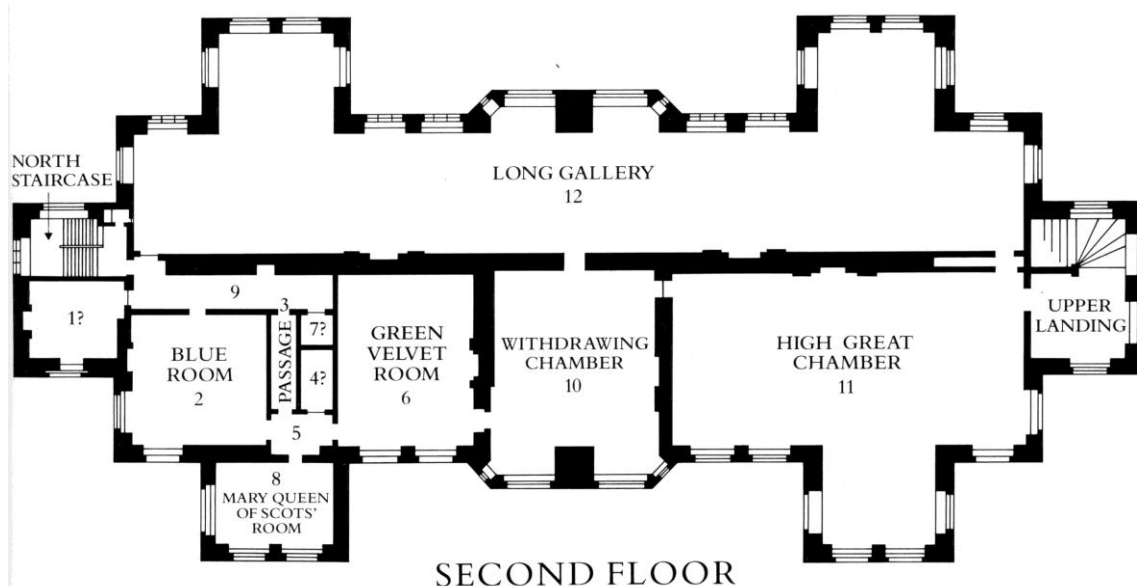 NORTH
STAIRCASE
LONG GALLERY
12
9
3
1?
7?
BLUE
ROOM
2
PASSAGE
4?
GREEN
VELVET
ROOM
6
WITHDRAWING
CHAMBER
10
HIGH GREAT
CHAMBER
11
UPPER
LANDING
5
8
MARY QUEEN
OF SCOTS'
ROOM
SECOND FLOOR